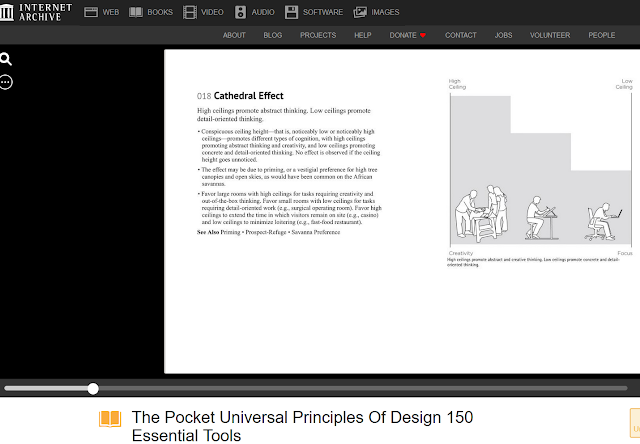 INTERNET
ARCHIVE
WEB BOOKS VIDEO AUDIO SOFTWARE IMAGES
ABOUT BLOG PROJECTS HELP DONATE CONTACT JOBS VOLUNTEER PEOPLE
018 Cathedral Effect
High ceilings promote abstract thinking. Low ceilings promote
detail-oriented thinking.
• Conspicuous ceiling height—that is, noticeably low or noticeably high
ceilings—promotes different types of cognition, with high ceilings
promoting abstract thinking and creativity, and low ceilings promoting
concrete and detail-oriented thinking. No effect is observed if the ceiling
height goes unnoticed.
• The effect may be due to priming, or a vestigial preference for high tree
canopies and open skies, as would have been common on the African
savannas.
• Favor large rooms with high ceilings for tasks requiring creativity and
out-of-the-box thinking. Favor small rooms with low ceilings for tasks
requiring detail-oriented work (e.g., surgical operating room). Favor high
ceilings to extend the time in which visitors remain on site (e.g., casino)
and low ceilings to minimize loitering (e.g., fast-food restaurant).
See Also Priming • Prospect-Refuge • Savanna Preference
High
Ceiling
Low
Ceiling
Creativity
Focus
High ceilings promote abstract and creative thinking. Low ceilings promote concrete and detail-
oriented thinking.
The Pocket Universal Principles Of Design 150
Essential Tools